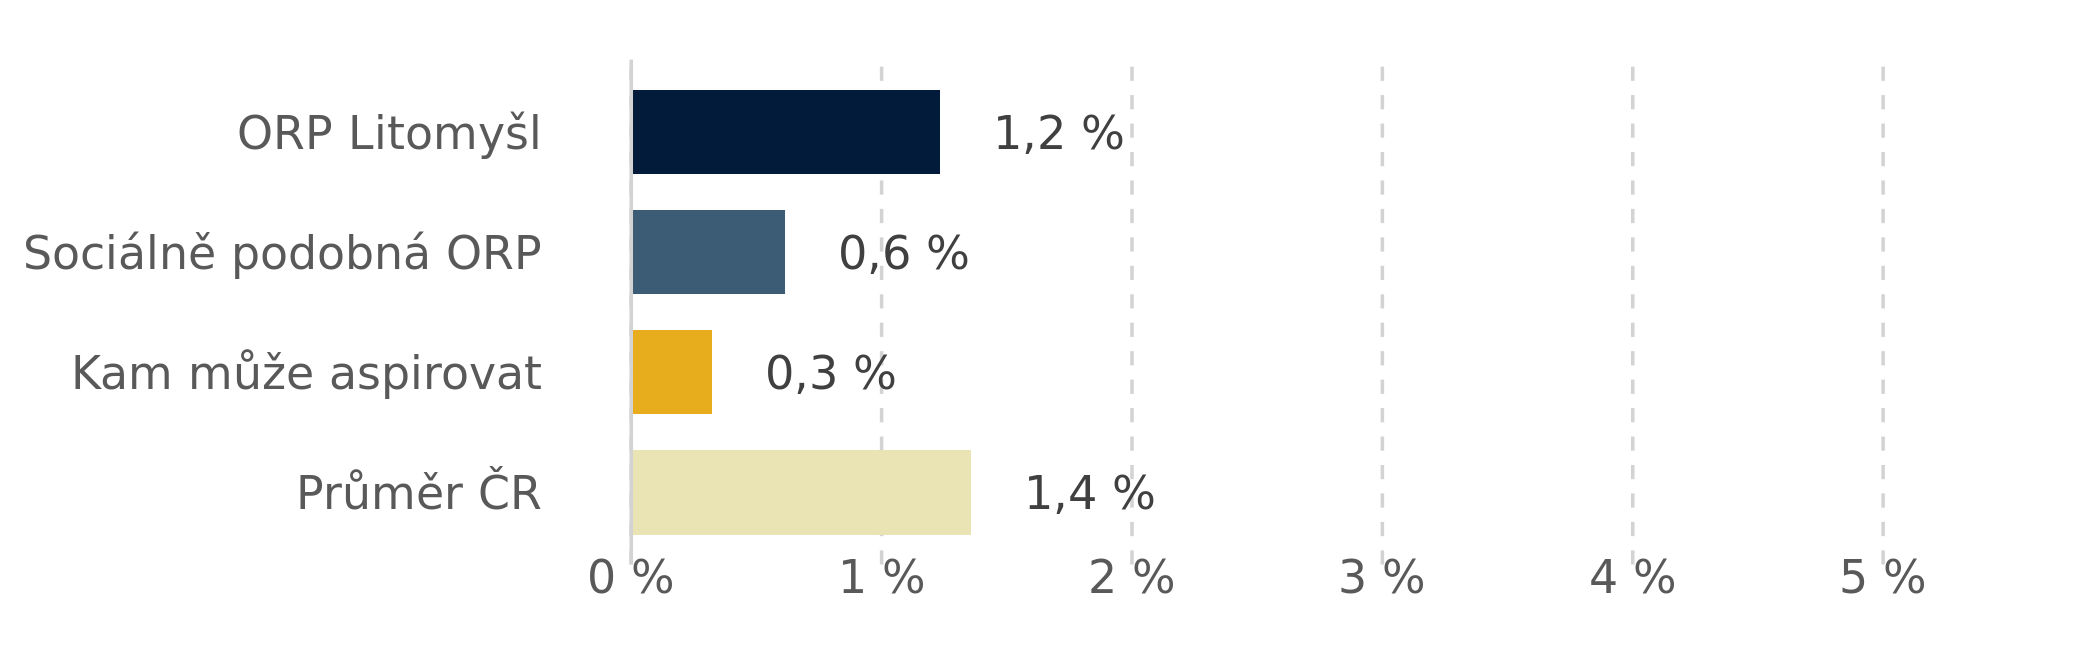 ORP Litomyšl 1,2 %
Sociálně podobná ORP 0,6 %
Kam může aspirovat 0,3 %
Průměr ČR 1,4 %
0 % 1 % 2 % 3 % 4 % 5 %